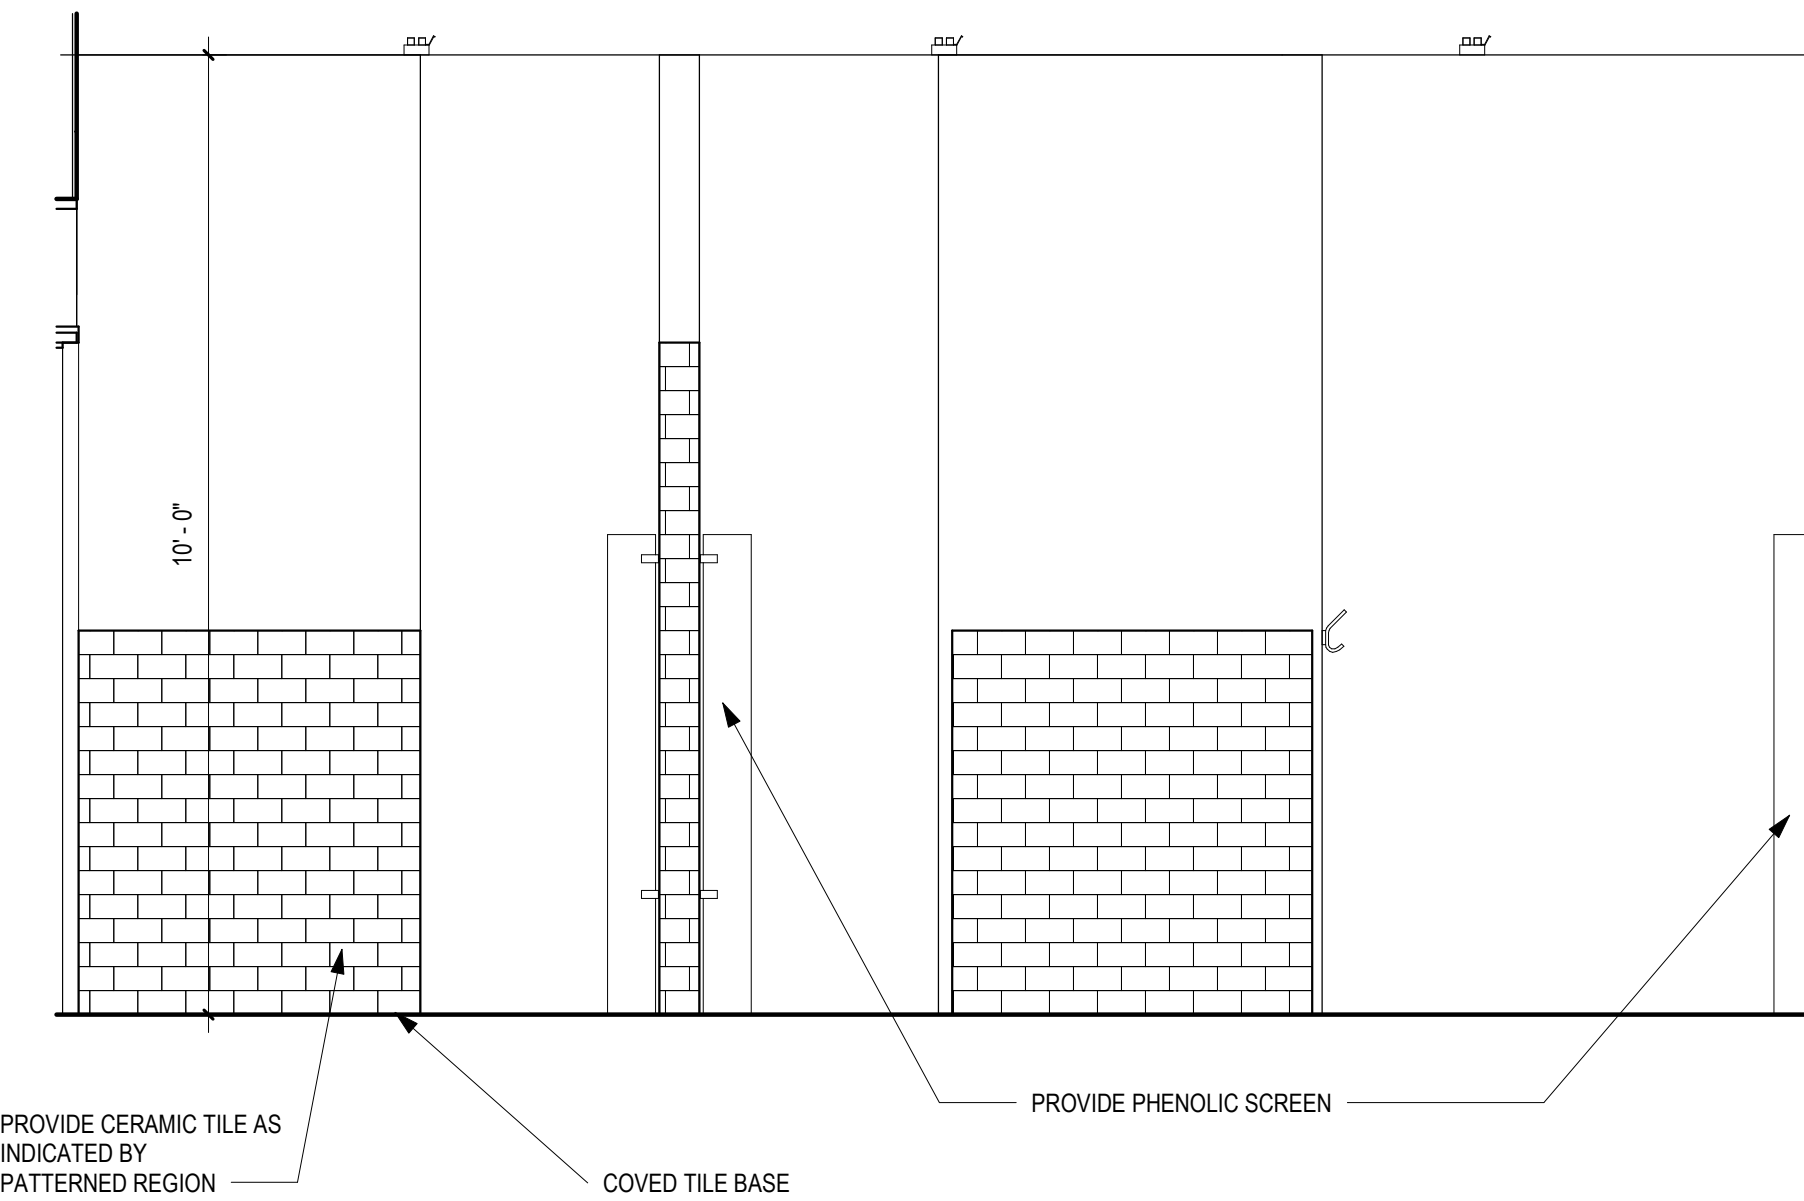 10' - 0"
PROVIDE PHENOLIC SCREEN
PROVIDE CERAMIC TILE AS
INDICATED BY
PATTERNED REGION
COVED TILE BASE